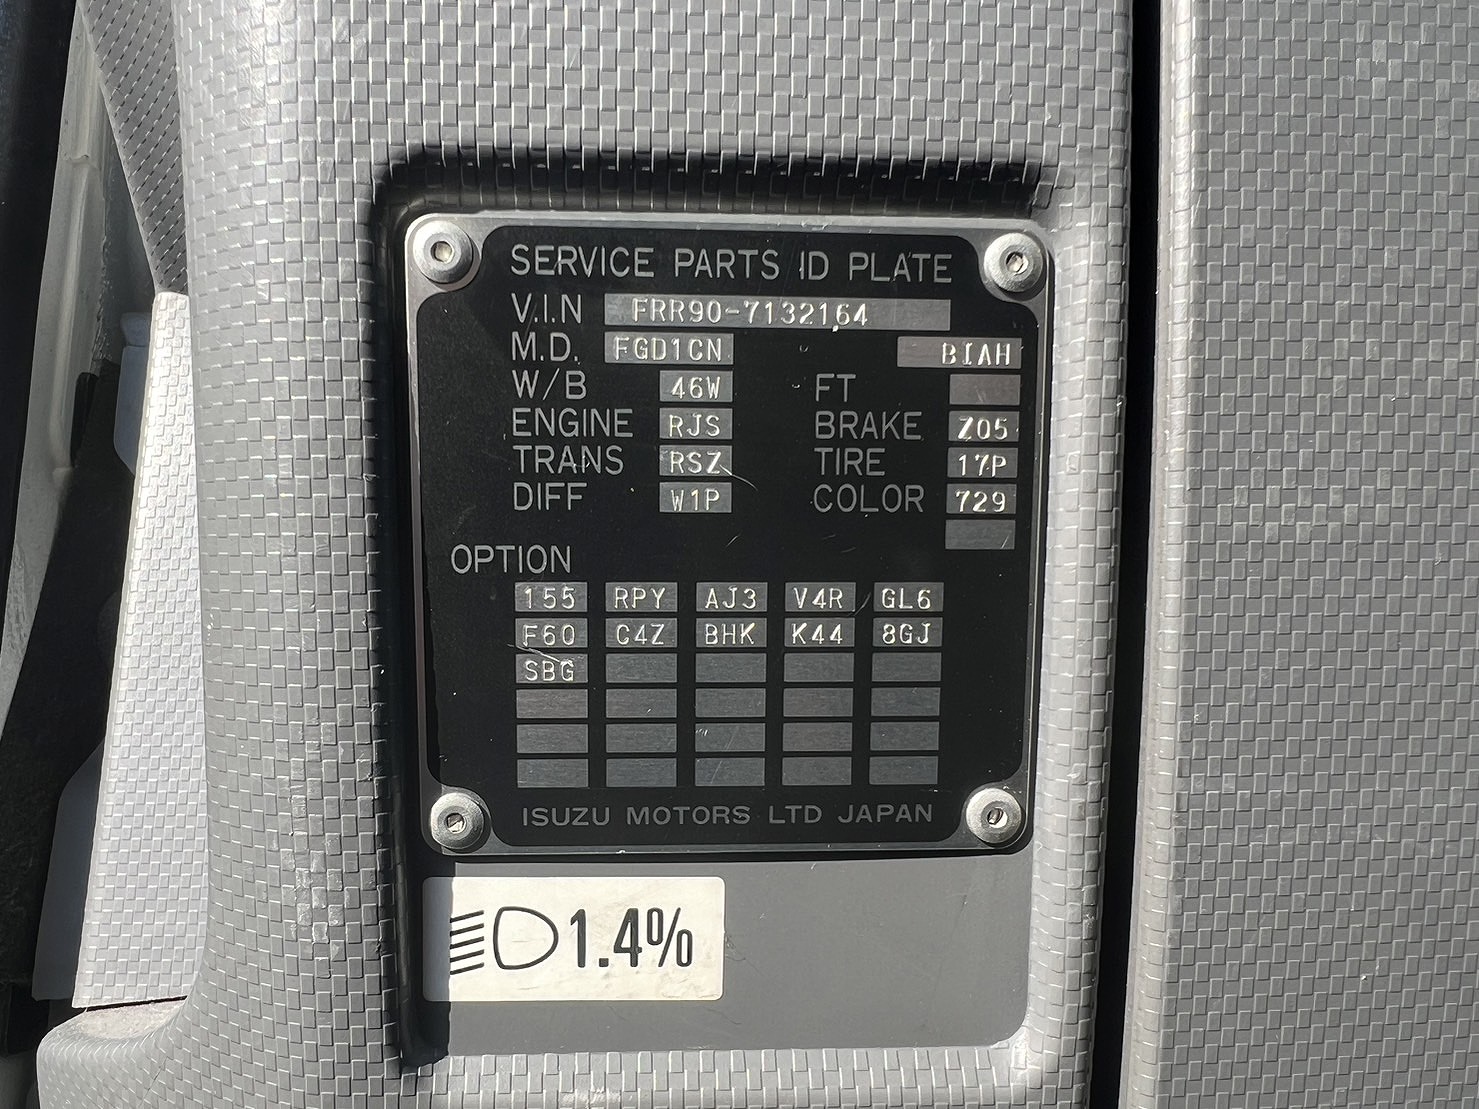 SERVICE PARTS ID PLATE
V.I.N FRR90-7132164
M.D. FGD1CN BIAH
W/B 46W FT
ENGINE RJS BRAKE Z05
TRANS RSZ TIRE 17P
DIFF W1P COLOR 729
OPTION
155 RPY AJ3 V4R GL6
F60 C4Z BHK K44 8GJ
SBG
ISUZU MOTORS LTD JAPAN
1.4%